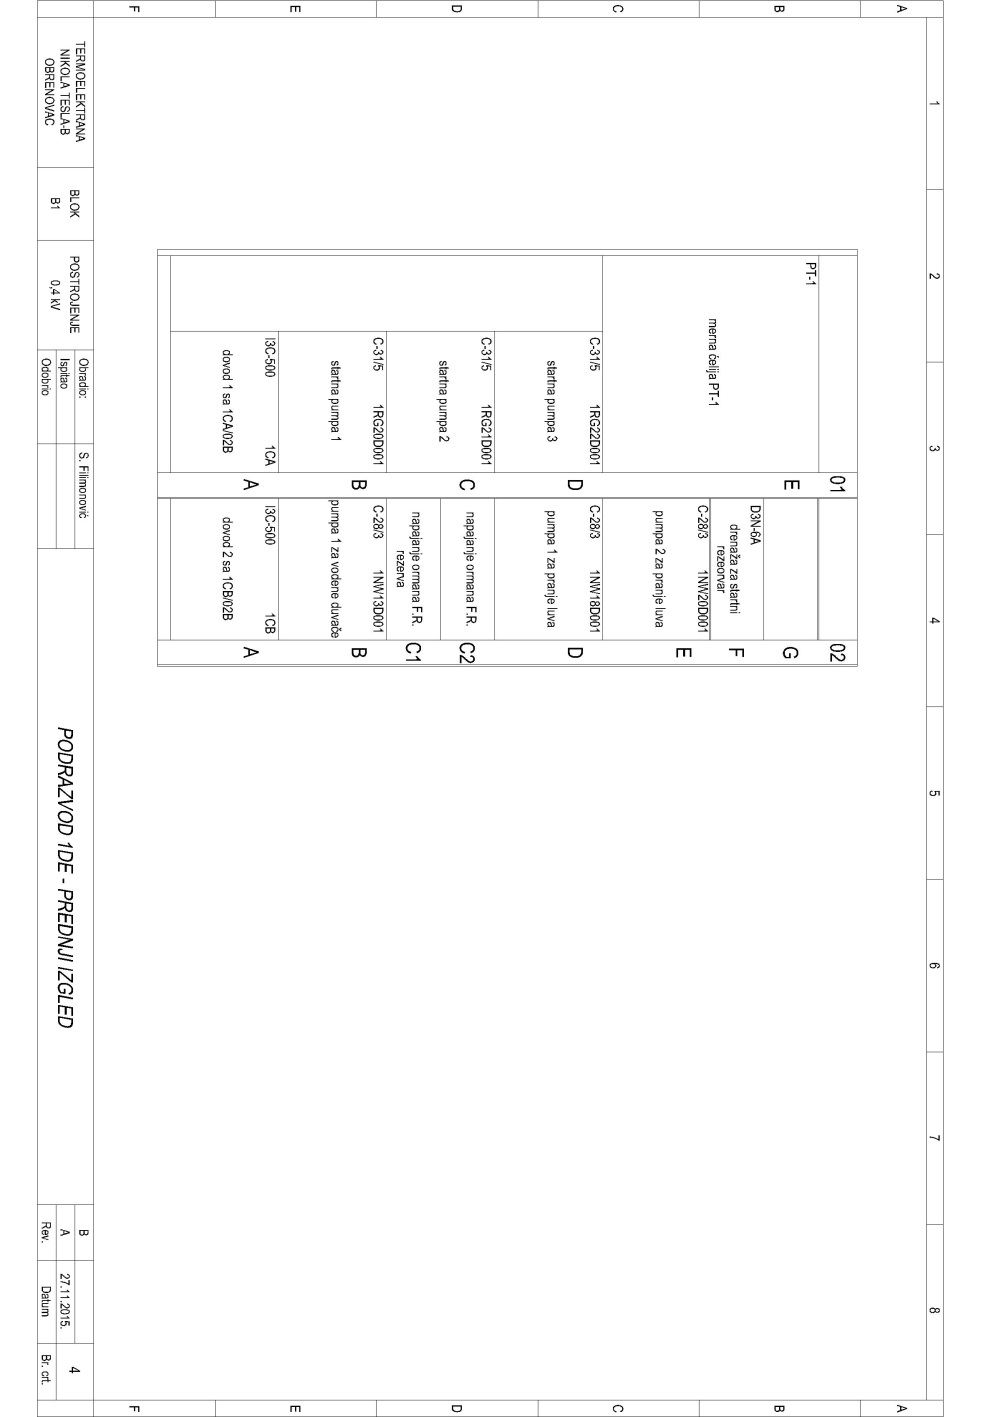 1 2 3 4 5 6 7 8
A A
B B
C C
D D
E E
F F
01
PT-1
merna ćelija PT-1
E
C-31/5 1RG22D001
startna pumpa 3
D
C-31/5 1RG21D001
startna pumpa 2
C
C-31/5 1RG20D001
startna pumpa 1
B
I3C-500 1CA
dovod 1 sa 1CA/02B
A
02
G
D3N-6A
drenaža za startni
rezeorvar
F
C-28/3 1NW20D001
pumpa 2 za pranje luva
E
C-28/3 1NW18D001
pumpa 1 za pranje luva
D
napajanje ormana F.R.
C2
napajanje ormana F.R.
rezerva
C1
C-28/3 1NW13D001
pumpa 1 za vodene duvače
B
I3C-500 1CB
dovod 2 sa 1CB/02B
A
TERMOELEKTRANA
NIKOLA TESLA-B
OBRENOVAC
BLOK
B1
POSTROJENJE
0,4 kV
Obradio: S. Filimonović
Ispitao
Odobrio
PODRAZVOD 1DE - PREDNJI IZGLED
B
A 27.11.2015.
Rev. Datum
4
Br. crt.